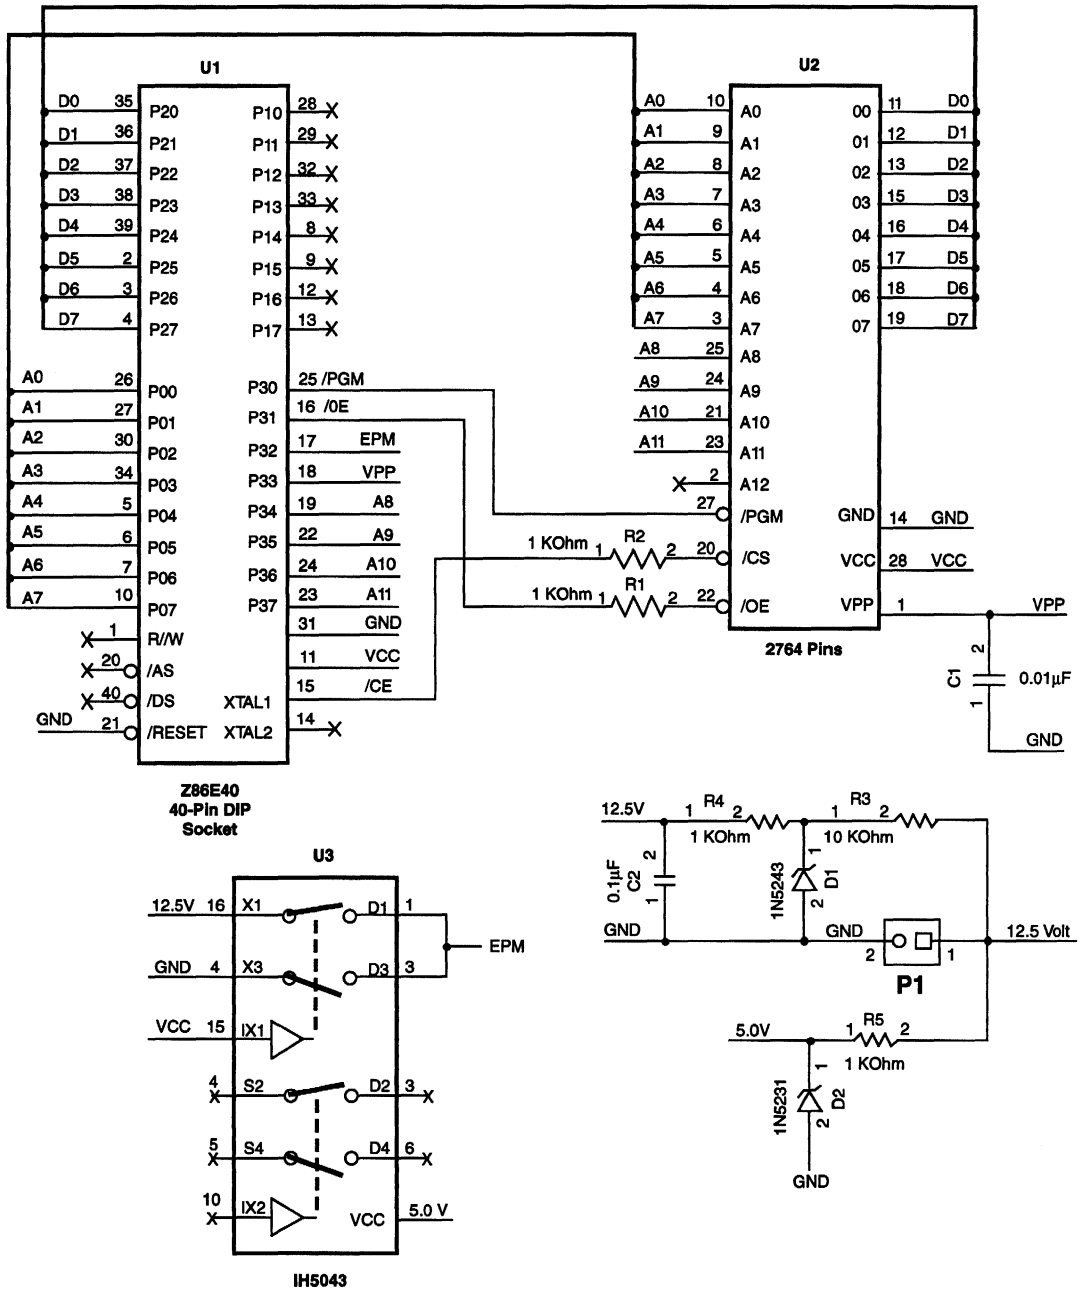 U1
U2
D0 35 P20 P10 28 X
D1 36 P21 P11 29 X
D2 37 P22 P12 32 X
D3 38 P23 P13 33 X
D4 39 P24 P14 8 X
D5 2 P25 P15 9 X
D6 3 P26 P16 12 X
D7 4 P27 P17 13 X
A0 26 P00 P30 25 /PGM
A1 27 P01 P31 16 /0E
A2 30 P02 P32 17 EPM
A3 34 P03 P33 18 VPP
A4 5 P04 P34 19 A8
A5 6 P05 P35 22 A9
A6 7 P06 P36 24 A10
A7 10 P07 P37 23 A11
X 1 R//W 31 GND
X 20 /AS 11 VCC
X 40 /DS XTAL1 15 /CE
GND 21 /RESET XTAL2 14 X
Z86E40
40-Pin DIP
Socket
A0 10 A0 00 11 D0
A1 9 A1 01 12 D1
A2 8 A2 02 13 D2
A3 7 A3 03 15 D3
A4 6 A4 04 16 D4
A5 5 A5 05 17 D5
A6 4 A6 06 18 D6
A7 3 A7 07 19 D7
A8 25 A8
A9 24 A9
A10 21 A10
A11 23 A11
X 2 A12
27 /PGM GND 14 GND
1 KOhm 1 R2 2 20 /CS VCC 28 VCC
1 KOhm 1 R1 2 22 /OE VPP 1 VPP
2764 Pins
2
C1 0.01µF
1
GND
U3
12.5V 16 X1 D1 1
EPM
GND 4 X3 D3 3
VCC 15 IX1
X 4 S2 D2 3 X
X 5 S4 D4 6 X
X 10 IX2 VCC 5.0 V
IH5043
12.5V 1 R4 2 1 R3 2
1 KOhm 10 KOhm
2
0.1µF C2
1
1
1N5243 D1
2
GND GND 2 1 12.5 Volt
P1
5.0V 1 R5 2
1 KOhm
1
1N5231 D2
2
GND